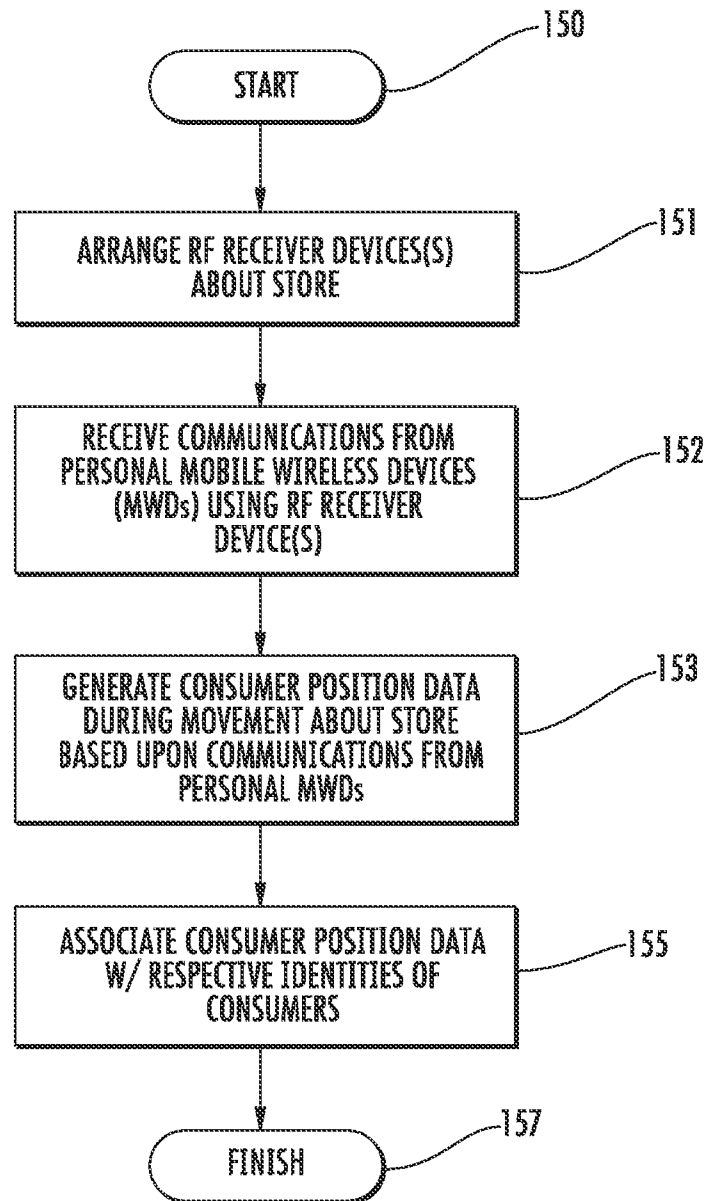 150
START
151
ARRANGE RF RECEIVER DEVICES(S)
ABOUT STORE
152
RECEIVE COMMUNICATIONS FROM
PERSONAL MOBILE WIRELESS DEVICES
(MWDs) USING RF RECEIVER
DEVICE(S)
153
GENERATE CONSUMER POSITION DATA
DURING MOVEMENT ABOUT STORE
BASED UPON COMMUNICATIONS FROM
PERSONAL MWDs
155
ASSOCIATE CONSUMER POSITION DATA
W/ RESPECTIVE IDENTITIES OF
CONSUMERS
157
FINISH